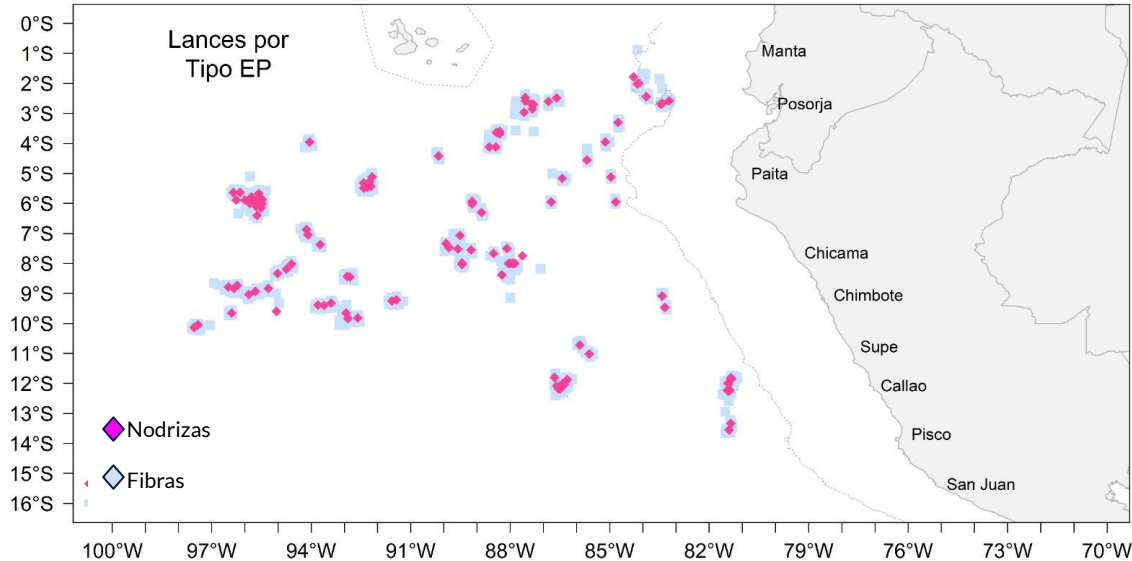 Lances por
Tipo EP
0°S
1°S
2°S
3°S
4°S
5°S
6°S
7°S
8°S
9°S
10°S
11°S
12°S
13°S
14°S
15°S
16°S
Manta
Posorja
Paita
Chicama
Chimbote
Supe
Callao
Pisco
San Juan
Nodrizas
Fibras
100°W 97°W 94°W 91°W 88°W 85°W 82°W 79°W 76°W 73°W 70°W